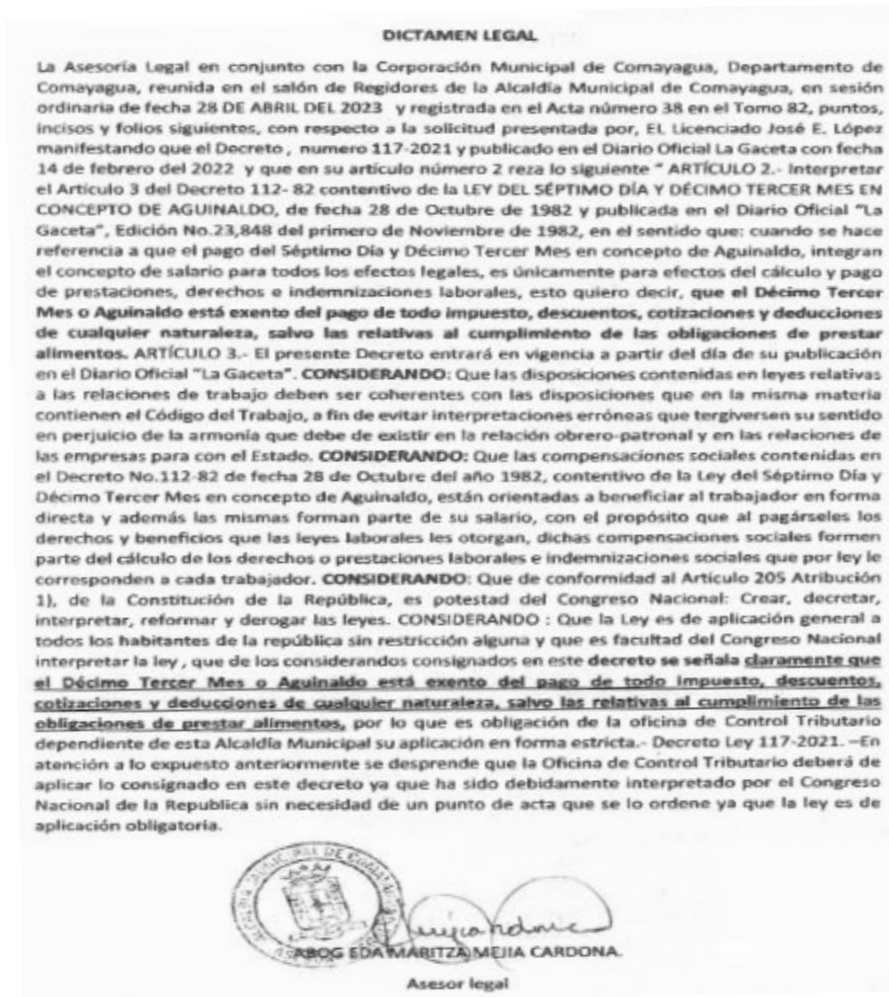 DICTAMEN LEGAL
La Asesoría Legal en conjunto con la Corporación Municipal de Comayagua, Departamento de
Comayagua, reunida en el salón de Regidores de la Alcaldía Municipal de Comayagua, en sesión
ordinaria de fecha 28 DE ABRIL DEL 2023 y registrada en el Acta número 38 en el Tomo 82, puntos,
incisos y folios siguientes, con respecto a la solicitud presentada por, EL Licenciado José E. López
manifestando que el Decreto, numero 117-2021 y publicado en el Diario Oficial La Gaceta con fecha
14 de febrero del 2022 y que en su artículo número 2 reza lo siguiente " ARTÍCULO 2.- Interpretar
el Artículo 3 del Decreto 112- 82 contentivo de la LEY DEL SÉPTIMO DÍA Y DÉCIMO TERCER MES EN
CONCEPTO DE AGUINALDO, de fecha 28 de Octubre de 1982 y publicada en el Diario Oficial "La
Gaceta", Edición No.23,848 del primero de Noviembre de 1982, en el sentido que: cuando se hace
referencia a que el pago del Séptimo Día y Décimo Tercer Mes en concepto de Aguinaldo, integran
el concepto de salario para todos los efectos legales, es únicamente para efectos del cálculo y pago
de prestaciones, derechos e indemnizaciones laborales, esto quiero decir, que el Décimo Tercer
Mes o Aguinaldo está exento del pago de todo impuesto, descuentos, cotizaciones y deducciones
de cualquier naturaleza, salvo las relativas al cumplimiento de las obligaciones de prestar
alimentos. ARTÍCULO 3.- El presente Decreto entrará en vigencia a partir del día de su publicación
en el Diario Oficial "La Gaceta". CONSIDERANDO: Que las disposiciones contenidas en leyes relativas
a las relaciones de trabajo deben ser coherentes con las disposiciones que en la misma materia
contienen el Código del Trabajo, a fin de evitar interpretaciones erróneas que tergiversen su sentido
en perjuicio de la armonía que debe de existir en la relación obrero-patronal y en las relaciones de
las empresas para con el Estado. CONSIDERANDO: Que las compensaciones sociales contenidas en
el Decreto No.112-82 de fecha 28 de Octubre del año 1982, contentivo de la Ley del Séptimo Día y
Décimo Tercer Mes en concepto de Aguinaldo, están orientadas a beneficiar al trabajador en forma
directa y además las mismas forman parte de su salario, con el propósito que al pagárseles los
derechos y beneficios que las leyes laborales les otorgan, dichas compensaciones sociales formen
parte del cálculo de los derechos o prestaciones laborales e indemnizaciones sociales que por ley le
corresponden a cada trabajador. CONSIDERANDO: Que de conformidad al Artículo 205 Atribución
1), de la Constitución de la República, es potestad del Congreso Nacional: Crear, decretar,
interpretar, reformar y derogar las leyes. CONSIDERANDO : Que la Ley es de aplicación general a
todos los habitantes de la república sin restricción alguna y que es facultad del Congreso Nacional
interpretar la ley , que de los considerandos consignados en este decreto se señala claramente que
el Décimo Tercer Mes o Aguinaldo está exento del pago de todo impuesto, descuentos,
cotizaciones y deducciones de cualquier naturaleza, salvo las relativas al cumplimiento de las
obligaciones de prestar alimentos, por lo que es obligación de la oficina de Control Tributario
dependiente de esta Alcaldía Municipal su aplicación en forma estricta.- Decreto Ley 117-2021. –En
atención a lo expuesto anteriormente se desprende que la Oficina de Control Tributario deberá de
aplicar lo consignado en este decreto ya que ha sido debidamente interpretado por el Congreso
Nacional de la Republica sin necesidad de un punto de acta que se lo ordene ya que la ley es de
aplicación obligatoria.
ALCALDIA MUNICIPAL DE
ABOG EDA MARITZA MEJIA CARDONA.
Asesor legal